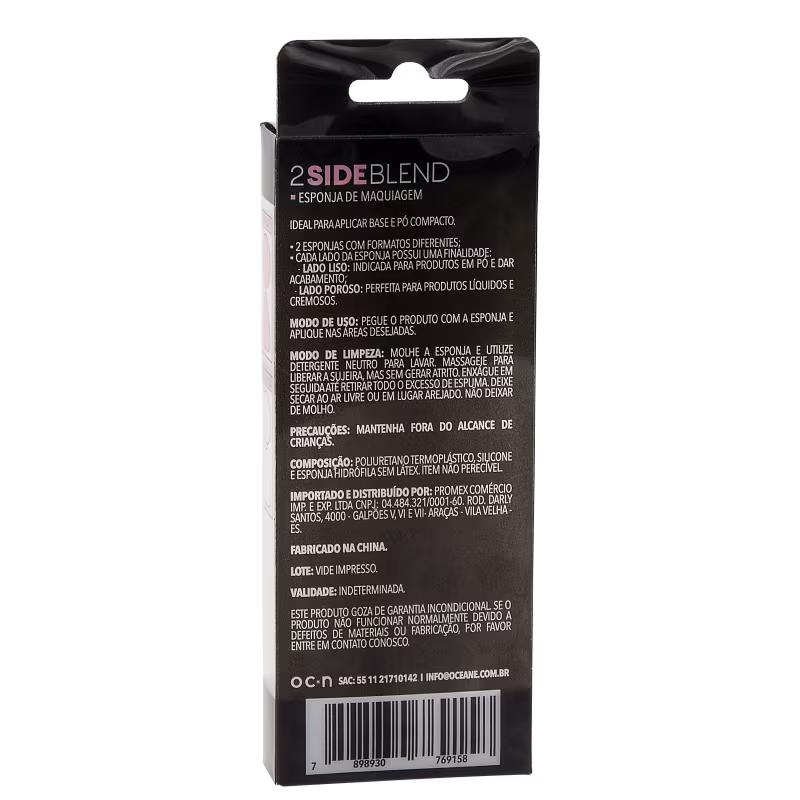 2SIDEBLEND
▪ ESPONJA DE MAQUIAGEM
IDEAL PARA APLICAR BASE E PÓ COMPACTO.
• 2 ESPONJAS COM FORMATOS DIFERENTES;
• CADA LADO DA ESPONJA POSSUI UMA FINALIDADE:
- LADO LISO: INDICADA PARA PRODUTOS EM PÓ E DAR
ACABAMENTO;
- LADO POROSO: PERFEITA PARA PRODUTOS LÍQUIDOS E
CREMOSOS.
MODO DE USO: PEGUE O PRODUTO COM A ESPONJA E
APLIQUE NAS ÁREAS DESEJADAS.
MODO DE LIMPEZA: MOLHE A ESPONJA E UTILIZE
DETERGENTE NEUTRO PARA LAVAR. MASSAGEJE PARA
LIBERAR A SUJEIRA, MAS SEM GERAR ATRITO. ENXÁGUE EM
SEGUIDA ATÉ RETIRAR TODO O EXCESSO DE ESPUMA. DEIXE
SECAR AO AR LIVRE OU EM LUGAR AREJADO. NÃO DEIXAR
DE MOLHO.
PRECAUÇÕES: MANTENHA FORA DO ALCANCE DE
CRIANÇAS.
COMPOSIÇÃO: POLIURETANO TERMOPLÁSTICO, SILICONE
E ESPONJA HIDRÓFILA SEM LÁTEX. ITEM NÃO PERECÍVEL.
IMPORTADO E DISTRIBUÍDO POR: PROMEX COMÉRCIO
IMP. E EXP. LTDA CNPJ: 04.484.321/0001-60. ROD. DARLY
SANTOS, 4000 - GALPÕES V, VI E VII- ARAÇAS - VILA VELHA -
ES.
FABRICADO NA CHINA.
LOTE: VIDE IMPRESSO.
VALIDADE: INDETERMINADA.
ESTE PRODUTO GOZA DE GARANTIA INCONDICIONAL. SE O
PRODUTO NÃO FUNCIONAR NORMALMENTE DEVIDO A
DEFEITOS DE MATERIAIS OU FABRICAÇÃO, FOR FAVOR
ENTRE EM CONTATO CONOSCO.
oc·n SAC: 55 11 21710142 I INFO@OCEANE.COM.BR
7 898930 769158